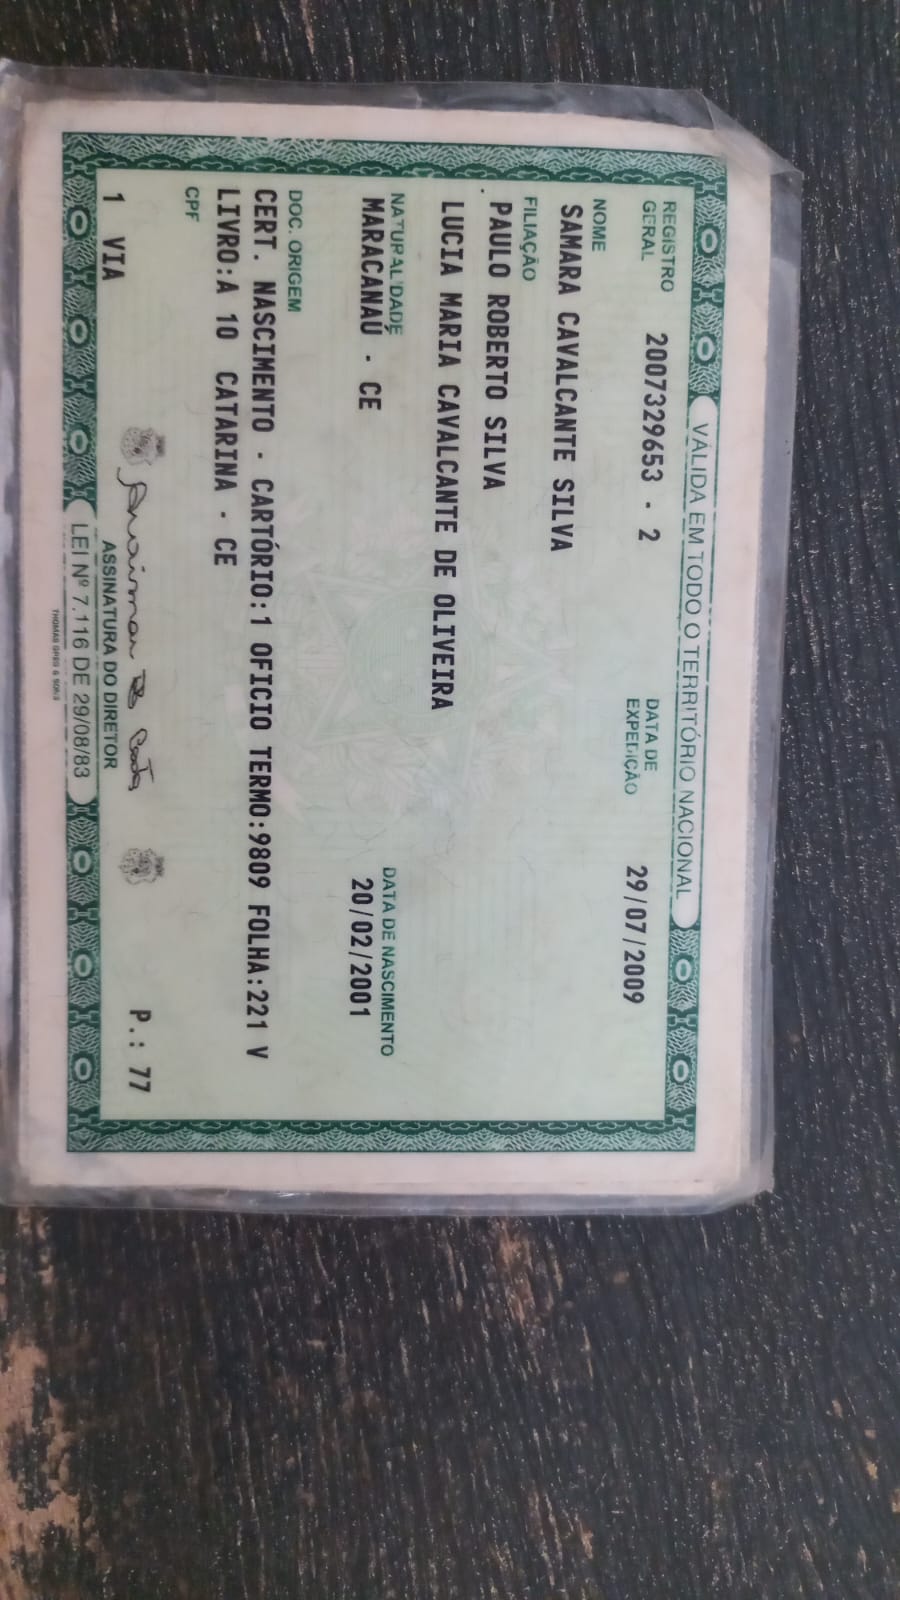 VÁLIDA EM TODO O TERRITÓRIO NACIONAL
REGISTRO GERAL 2007329653 - 2 DATA DE EXPEDIÇÃO 29/07/2009
NOME
SAMARA CAVALCANTE SILVA
FILIAÇÃO
PAULO ROBERTO SILVA
LUCIA MARIA CAVALCANTE DE OLIVEIRA
NATURALIDADE DATA DE NASCIMENTO
MARACANAÚ - CE 20/02/2001
DOC. ORIGEM
CERT. NASCIMENTO - CARTÓRIO:1 OFICIO TERMO:9809 FOLHA:221 V
LIVRO:A 10 CATARINA - CE
CPF
1 VIA P.: 77
ASSINATURA DO DIRETOR
LEI Nº 7.116 DE 29/08/83
THOMAS GREG & SONS